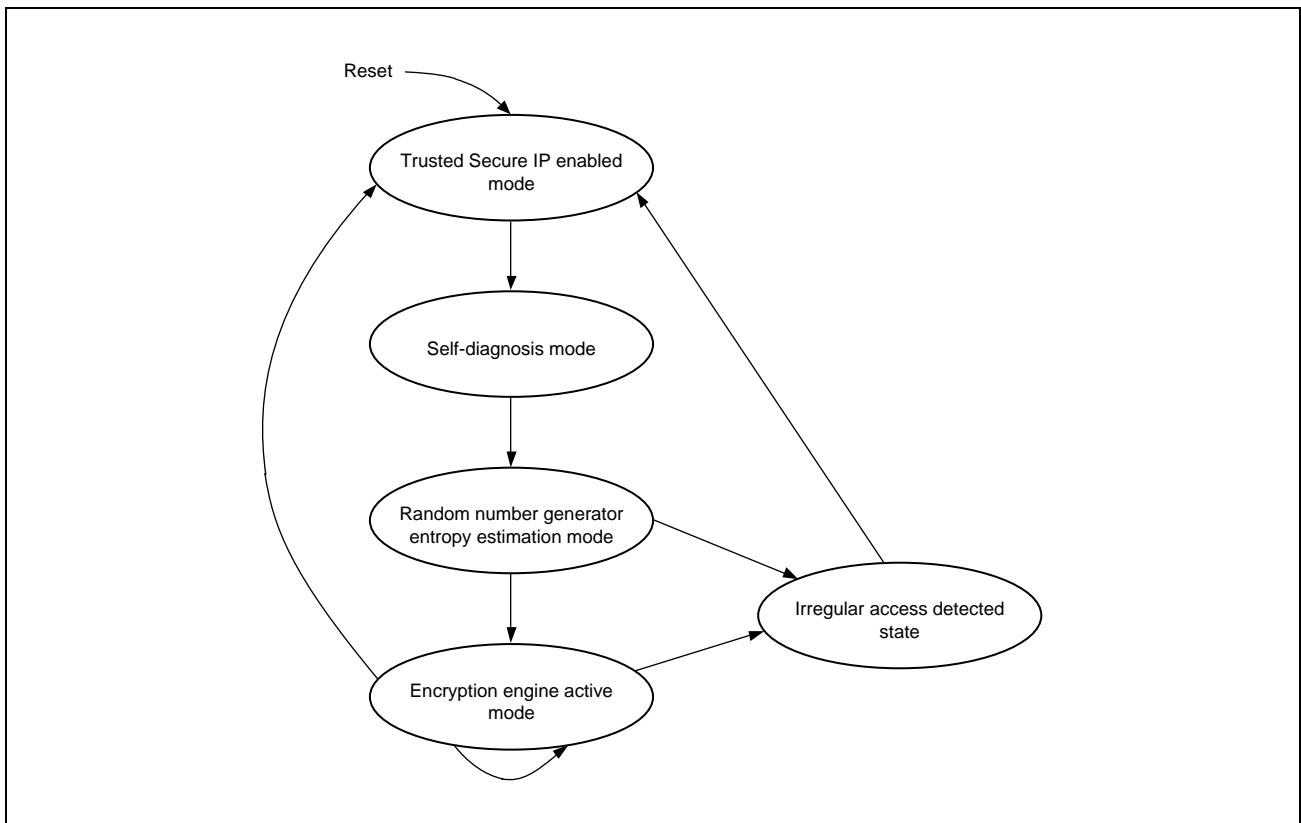 Reset
Trusted Secure IP enabled
mode
Self-diagnosis mode
Random number generator
entropy estimation mode
Irregular access detected
state
Encryption engine active
mode